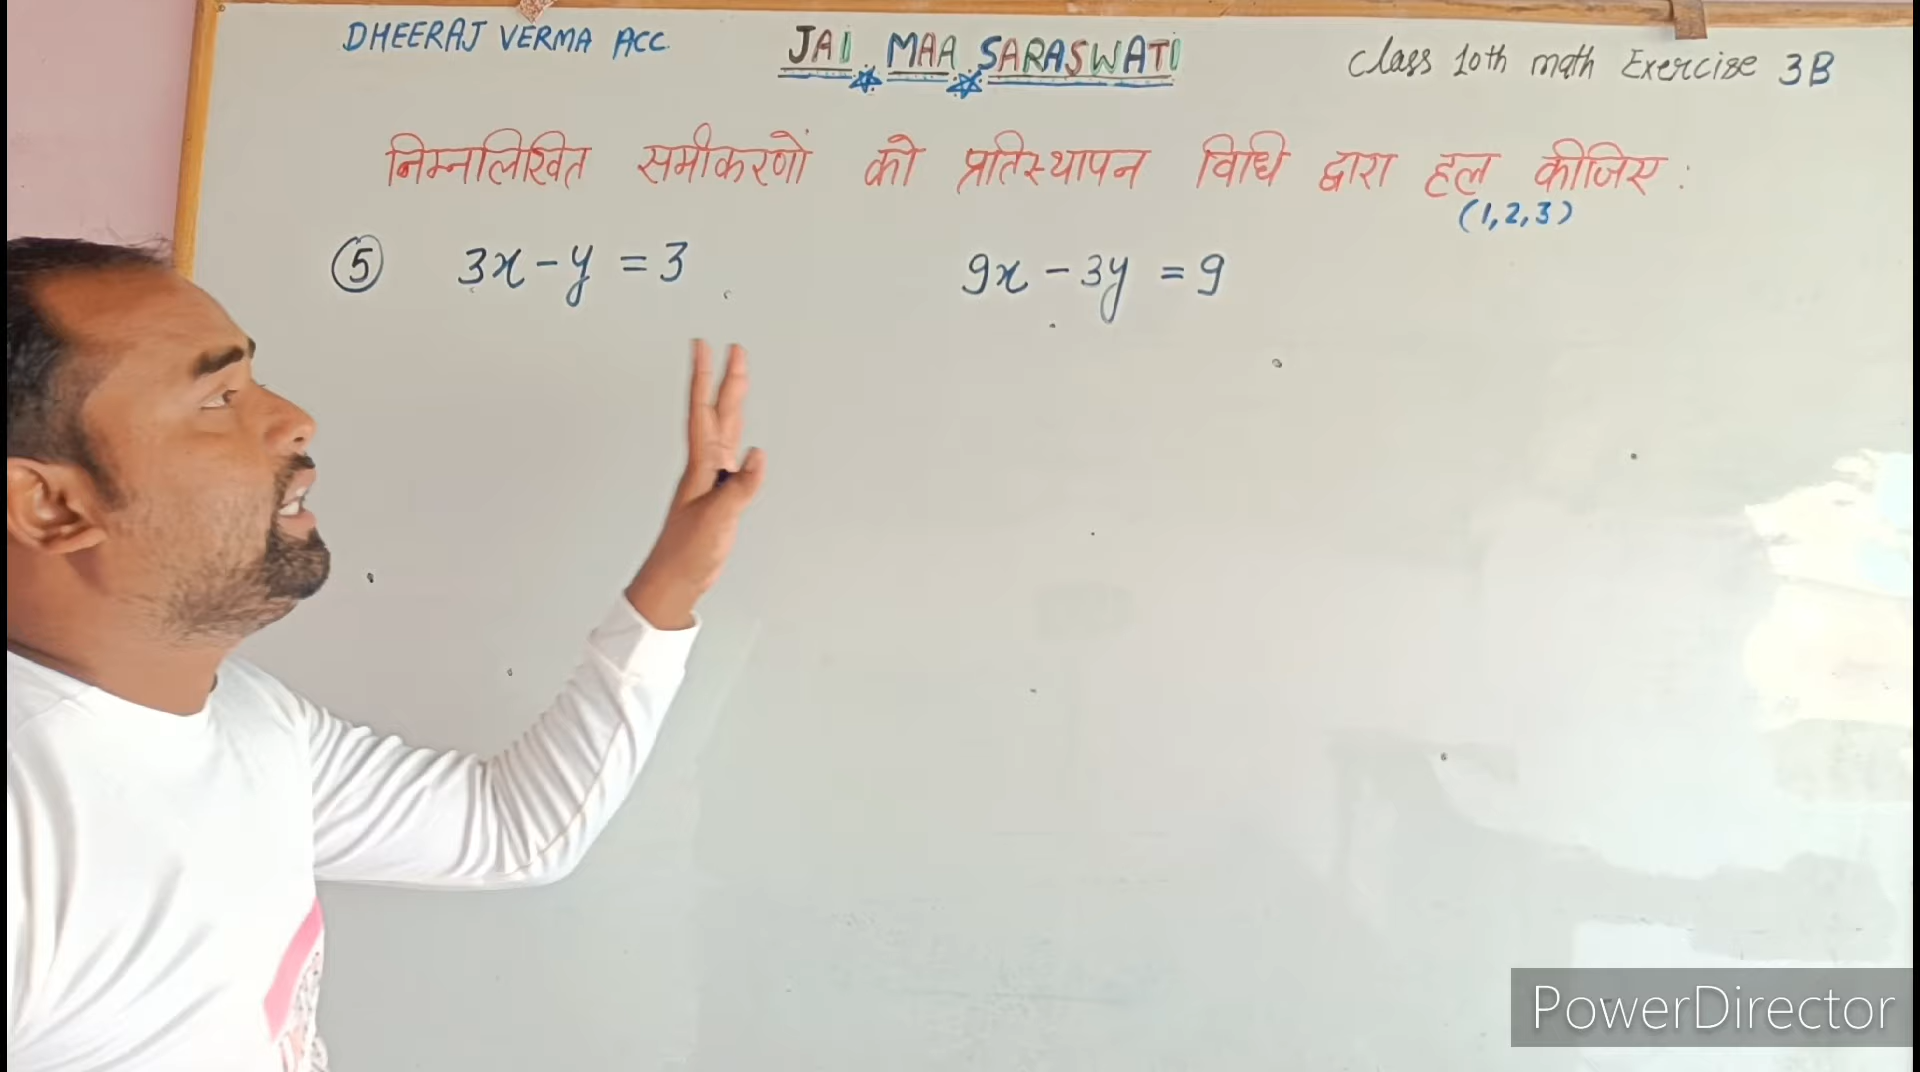 DHEERAJ VERMA ACC.
JAI MAA SARASWATI
Class 10th math Exercise 3B
निम्नलिखित समीकरणों को प्रतिस्थापन विधि द्वारा हल कीजिए :
(1,2,3)
⑤ 3x - y = 3 9x - 3y = 9
PowerDirector